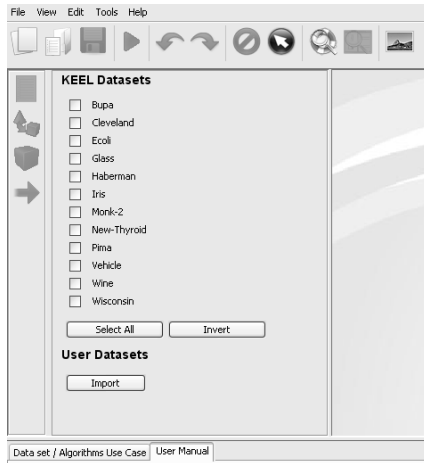 File View Edit Tools Help
KEEL Datasets
Bupa
Cleveland
Ecoli
Glass
Haberman
Iris
Monk-2
New-Thyroid
Pima
Vehicle
Wine
Wisconsin
Select All Invert
User Datasets
Import
Data set / Algorithms Use Case User Manual